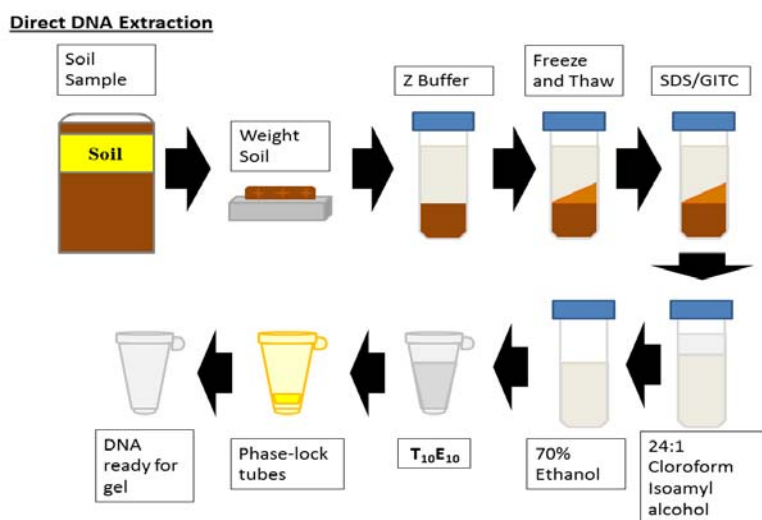 Direct DNA Extraction
Soil
Sample
Soil
Weight
Soil
Z Buffer
Freeze
and Thaw
SDS/GITC
DNA
ready for
gel
Phase-lock
tubes
T₁₀E₁₀
70%
Ethanol
24:1
Cloroform
Isoamyl
alcohol